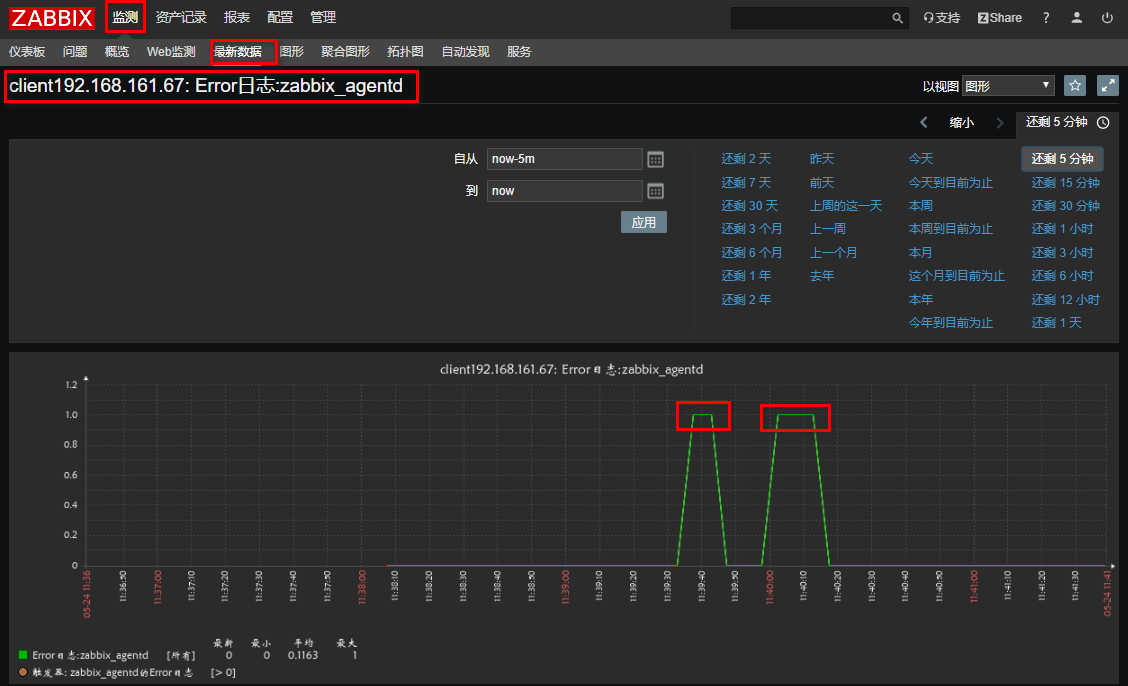 ZABBIX 监测 资产记录 报表 配置 管理 支持 Z Share ?
仪表板 问题 概览 Web监测 最新数据 图形 聚合图形 拓扑图 自动发现 服务
client192.168.161.67: Error日志:zabbix_agentd 以视图 图形
缩小 还剩 5 分钟
自从 now-5m 还剩 2 天 昨天 今天 还剩 5 分钟
还剩 7 天 前天 今天到目前为止 还剩 15 分钟
到 now 还剩 30 天 上周的这一天 本周 还剩 30 分钟
应用 还剩 3 个月 上一周 本周到目前为止 还剩 1 小时
还剩 6 个月 上一个月 本月 还剩 3 小时
还剩 1 年 去年 这个月到目前为止 还剩 6 小时
还剩 2 年 本年 还剩 12 小时
今年到目前为止 还剩 1 天
client192.168.161.67: Error日志:zabbix_agentd
1.2
1.0
0.8
0.6
0.4
0.2
0
05-24 11:36 11:36:50 11:37:00 11:37:10 11:37:20 11:37:30 11:37:40 11:37:50 11:38:00 11:38:10 11:38:20 11:38:30 11:38:40 11:38:50 11:39:00 11:39:10 11:39:20 11:39:30 11:39:40 11:39:50 11:40:00 11:40:10 11:40:20 11:40:30 11:40:40 11:40:50 11:41:00 11:41:10 11:41:20 11:41:30 05-24 11:41
最新 最小 平均 最大
Error日志:zabbix_agentd [所有] 0 0 0.1163 1
触发器: zabbix_agentd的Error日志 [> 0]